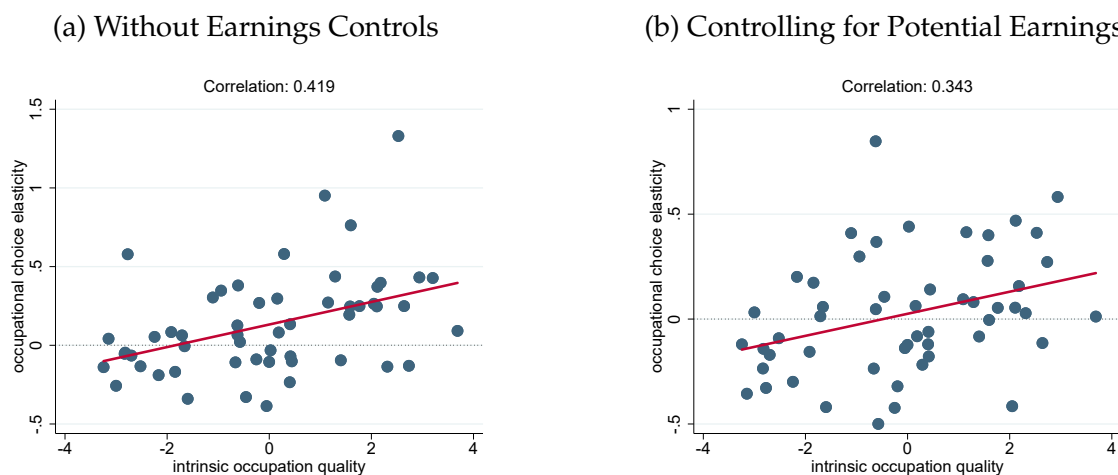 (a) Without Earnings Controls
Correlation: 0.419
occupational choice elasticity
1.5
1
.5
0
-.5
-4
-2
0
2
4
intrinsic occupation quality
(b) Controlling for Potential Earnings
Correlation: 0.343
occupational choice elasticity
1
.5
0
-.5
-4
-2
0
2
4
intrinsic occupation quality